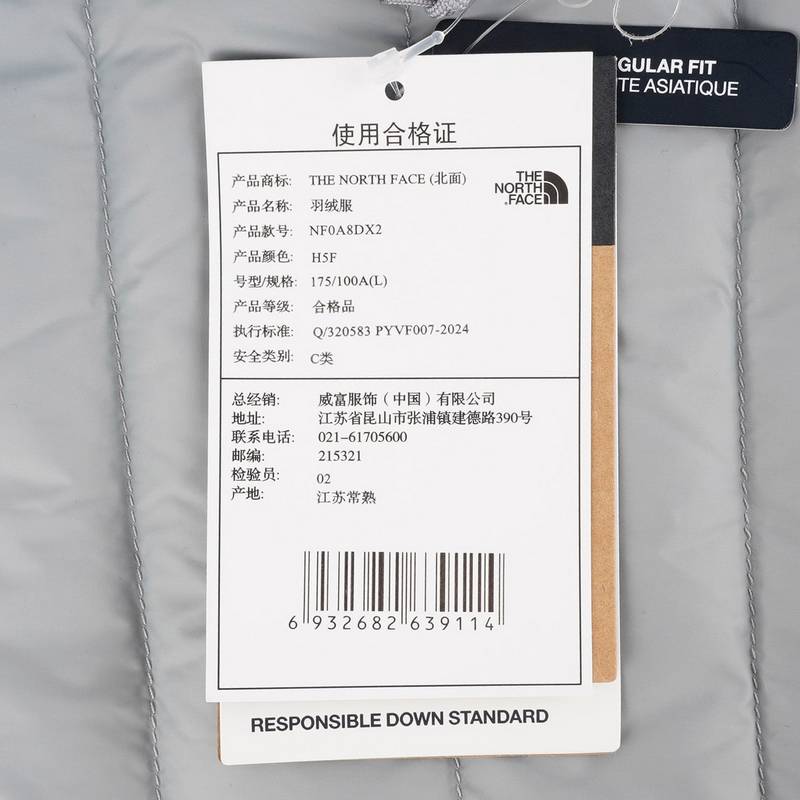 GULAR FIT
TE ASIATIQUE
使用合格证
产品商标: THE NORTH FACE (北面)
产品名称: 羽绒服
产品款号: NF0A8DX2
产品颜色: H5F
号型/规格: 175/100A(L)
产品等级: 合格品
执行标准: Q/320583 PYVF007-2024
安全类别: C类
THE
NORTH
FACE
总经销: 威富服饰（中国）有限公司
地址: 江苏省昆山市张浦镇建德路390号
联系电话: 021-61705600
邮编: 215321
检验员: 02
产地: 江苏常熟
6 932682 639114
RESPONSIBLE DOWN STANDARD